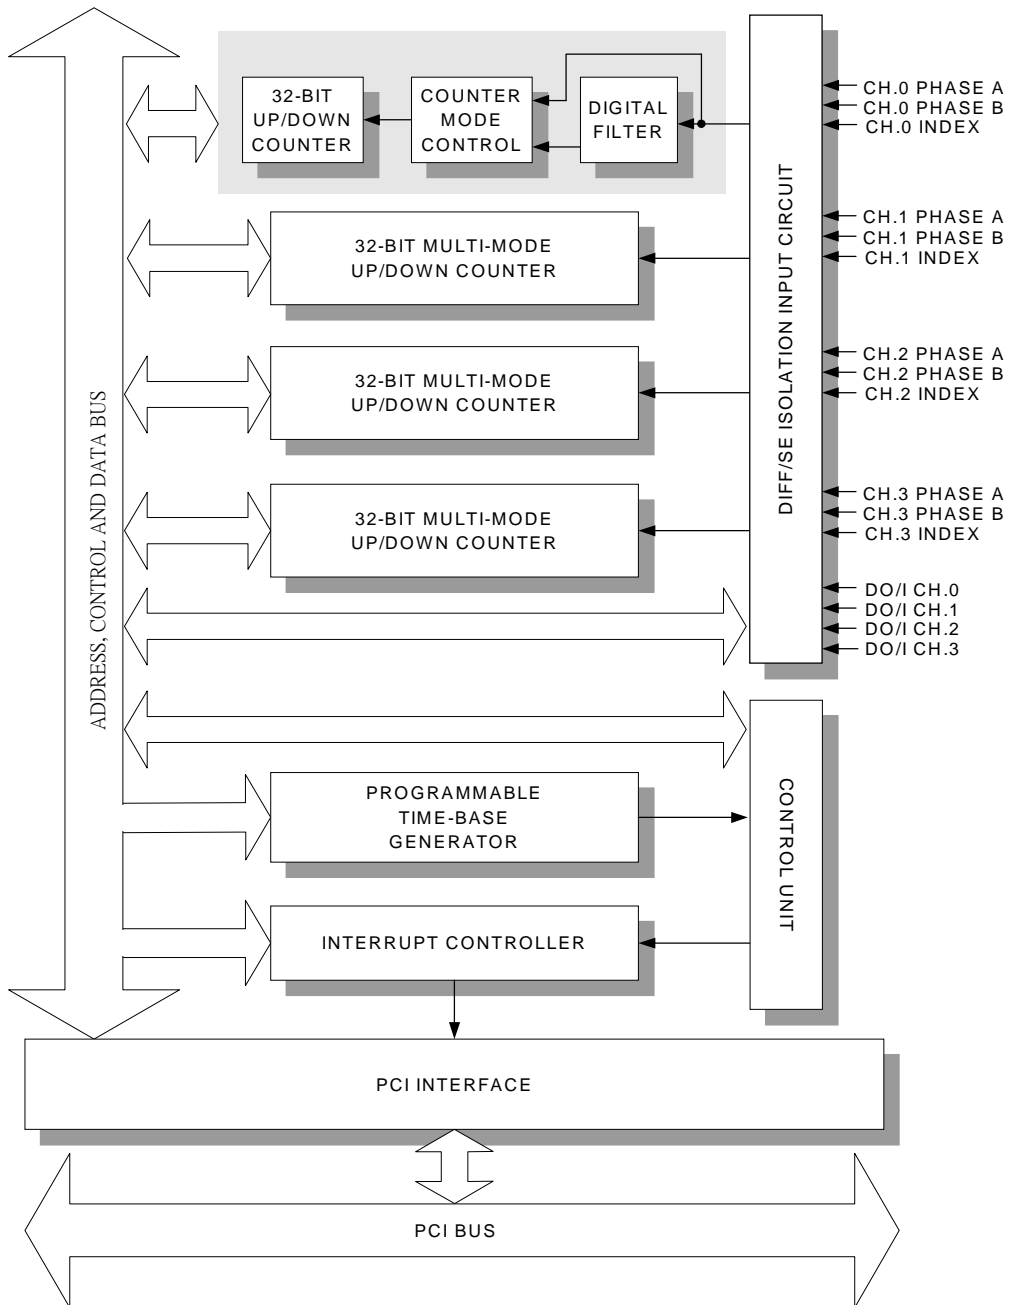 32-BIT
UP/DOWN
COUNTER
COUNTER
MODE
CONTROL
DIGITAL
FILTER
CH.0 PHASE A
CH.0 PHASE B
CH.0 INDEX
32-BIT MULTI-MODE
UP/DOWN COUNTER
CH.1 PHASE A
CH.1 PHASE B
CH.1 INDEX
32-BIT MULTI-MODE
UP/DOWN COUNTER
CH.2 PHASE A
CH.2 PHASE B
CH.2 INDEX
32-BIT MULTI-MODE
UP/DOWN COUNTER
CH.3 PHASE A
CH.3 PHASE B
CH.3 INDEX
DO/I CH.0
DO/I CH.1
DO/I CH.2
DO/I CH.3
DIFF/SE ISOLATION INPUT CIRCUIT
ADDRESS, CONTROL AND DATA BUS
PROGRAMMABLE
TIME-BASE
GENERATOR
CONTROL UNIT
INTERRUPT CONTROLLER
PCI INTERFACE
PCI BUS